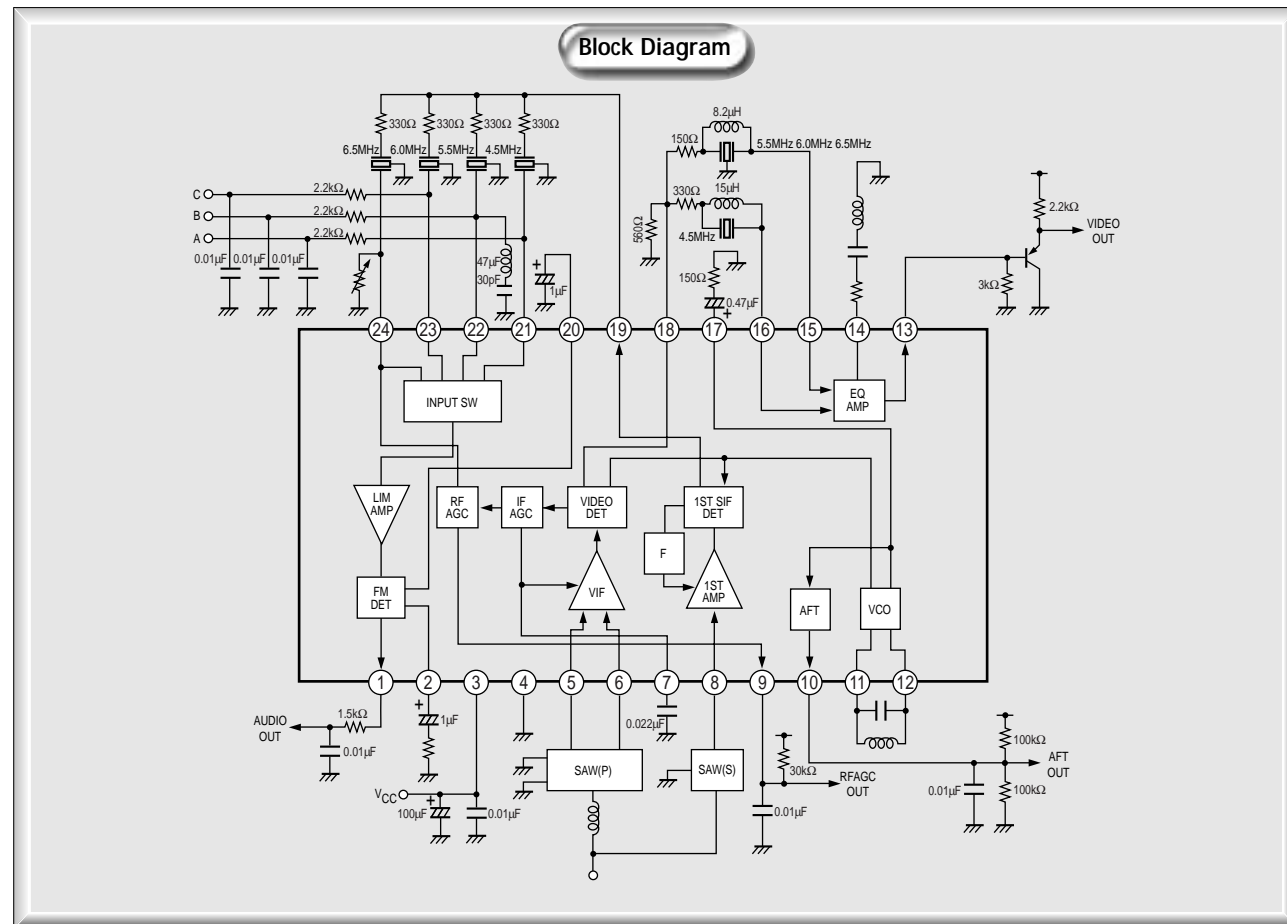 Block Diagram
8.2µH
330Ω 330Ω 330Ω 330Ω
150Ω
6.5MHz 6.0MHz 5.5MHz 4.5MHz
5.5MHz 6.0MHz 6.5MHz
C
2.2kΩ
330Ω
15µH
B
2.2kΩ
2.2kΩ
VIDEO
OUT
A
2.2kΩ
560Ω
4.5MHz
0.01µF 0.01µF 0.01µF
47µF
30pF
1µF
150Ω
0.47µF
3kΩ
24 23 22 21 20 19 18 17 16 15 14 13
INPUT SW
EQ
AMP
LIM
AMP
RF
AGC
IF
AGC
VIDEO
DET
1ST SIF
DET
F
FM
DET
VIF
1ST
AMP
AFT
VCO
1 2 3 4 5 6 7 8 9 10 11 12
AUDIO
OUT
1.5kΩ
0.01µF
1µF
0.022µF
SAW(P)
SAW(S)
30kΩ
RFAGC
OUT
100kΩ
AFT
OUT
100kΩ
0.01µF
VCC
100µF
0.01µF
0.01µF